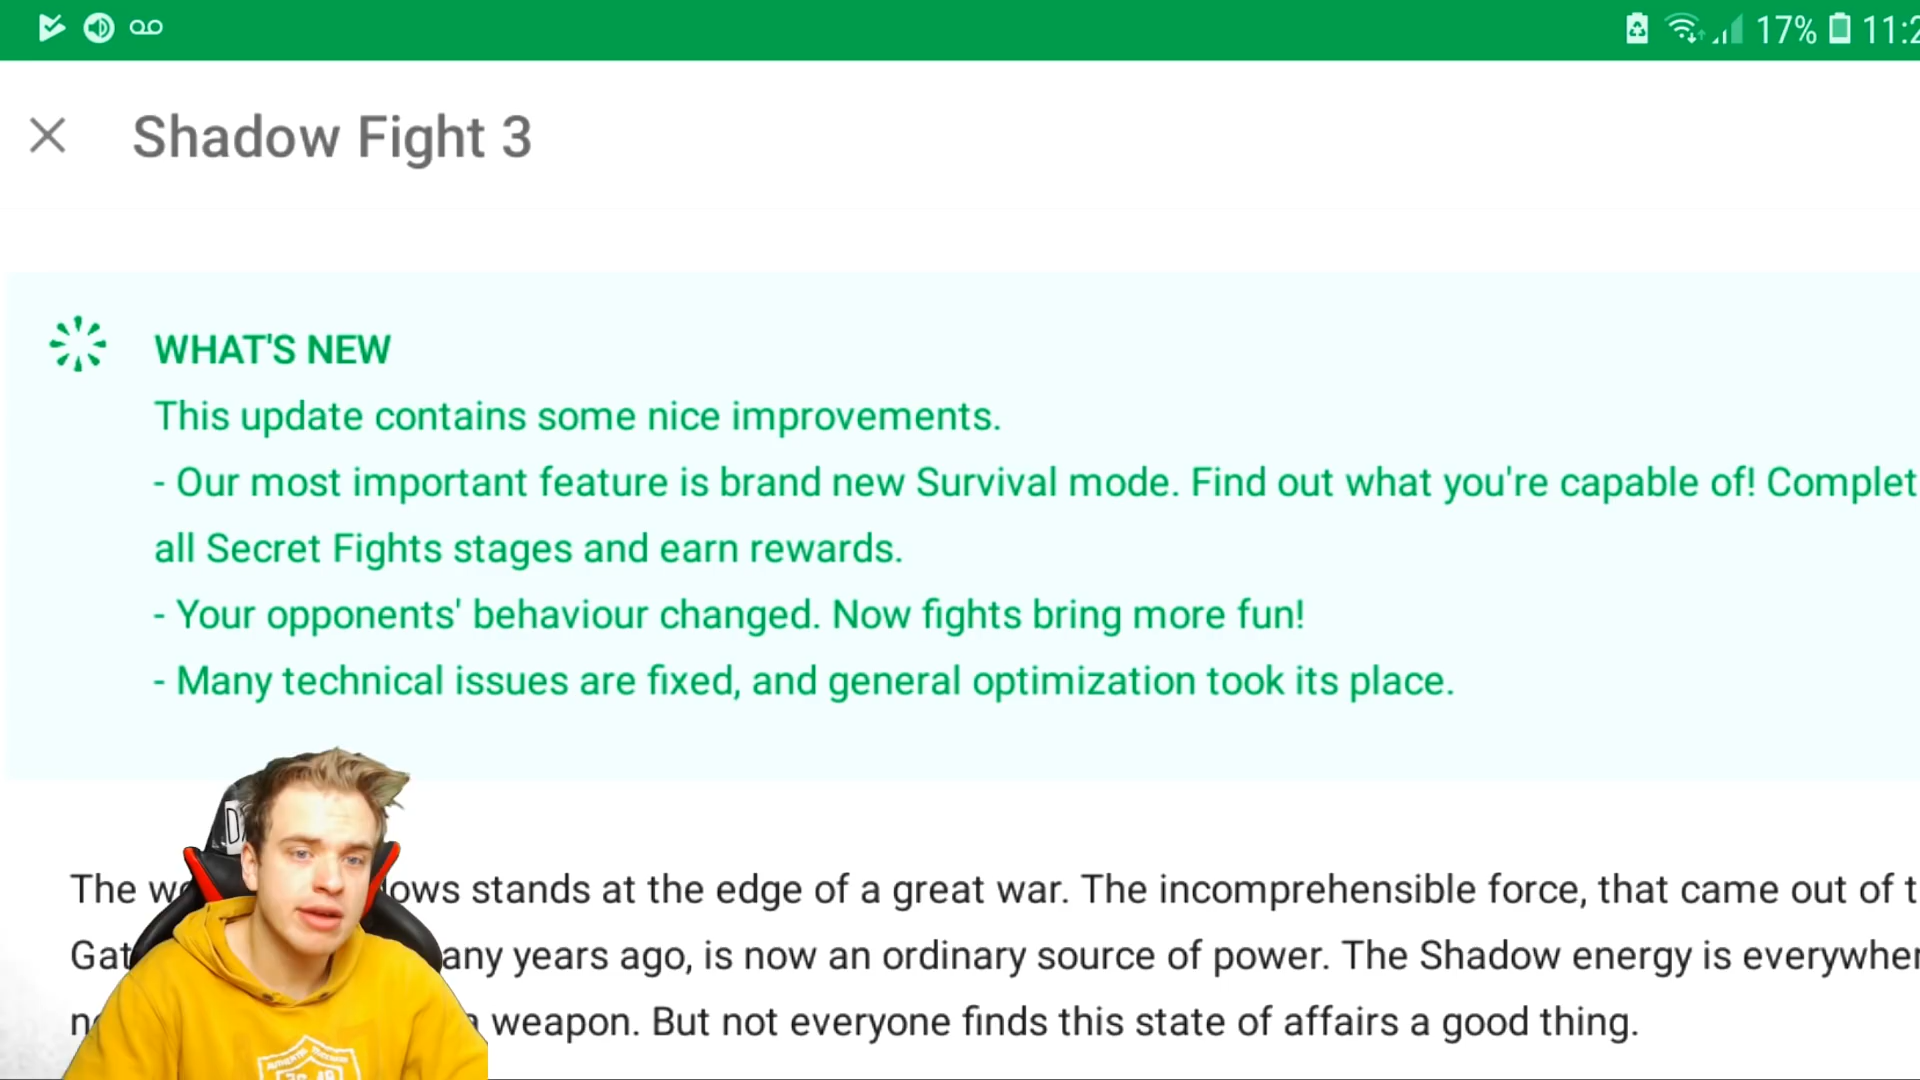 17% 
Shadow Fight 3
WHAT'S NEW
This update contains some nice improvements.
- Our most important feature is brand new Survival mode. Find out what you're capable of! Complet
all Secret Fights stages and earn rewards.
- Your opponents' behaviour changed. Now fights bring more fun!
- Many technical issues are fixed, and general optimization took its place.
The stands at the edge of a great war. The incomprehensible force, that came out of t
years ago, is now an ordinary source of power. The Shadow energy is everywher
weapon. But not everyone finds this state of affairs a good thing.